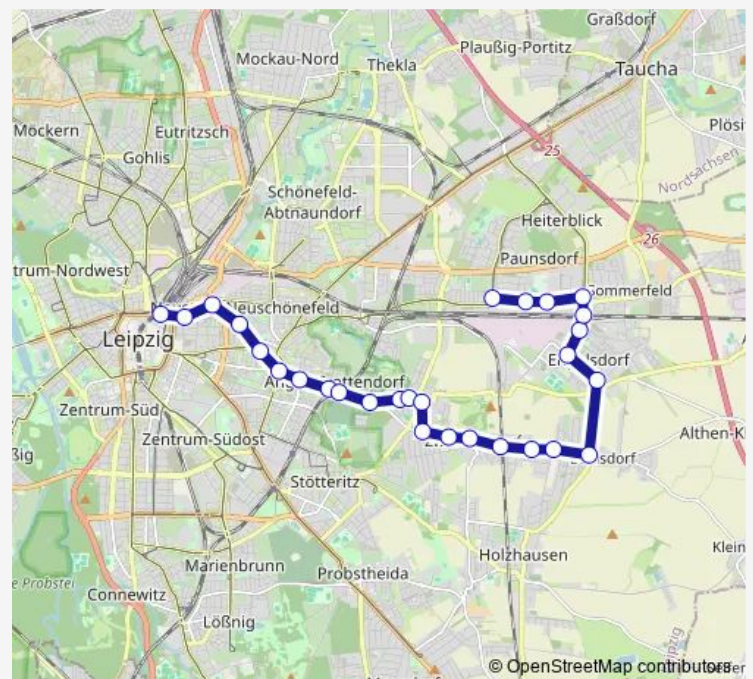 Graßdorf
Plaußig-Portitz
Mockau-Nord
Thekla
Taucha
Möckern
Eutritzsch
25
Gohlis
Nordsachsen
Schönefeld-
Abtnaundorf
Heiterblick
26
trum-Nordwest
Paunsdorf
Sommerfeld
Neuschönefeld
Leipzig
Zentrum-Süd
Zentrum-Südost
Althen-K
Stötteritz
Holzhausen
Klein
Marienbrunn
Probstheida
e Probstei
Connewitz
Lößnig
© OpenStreetMap contributors